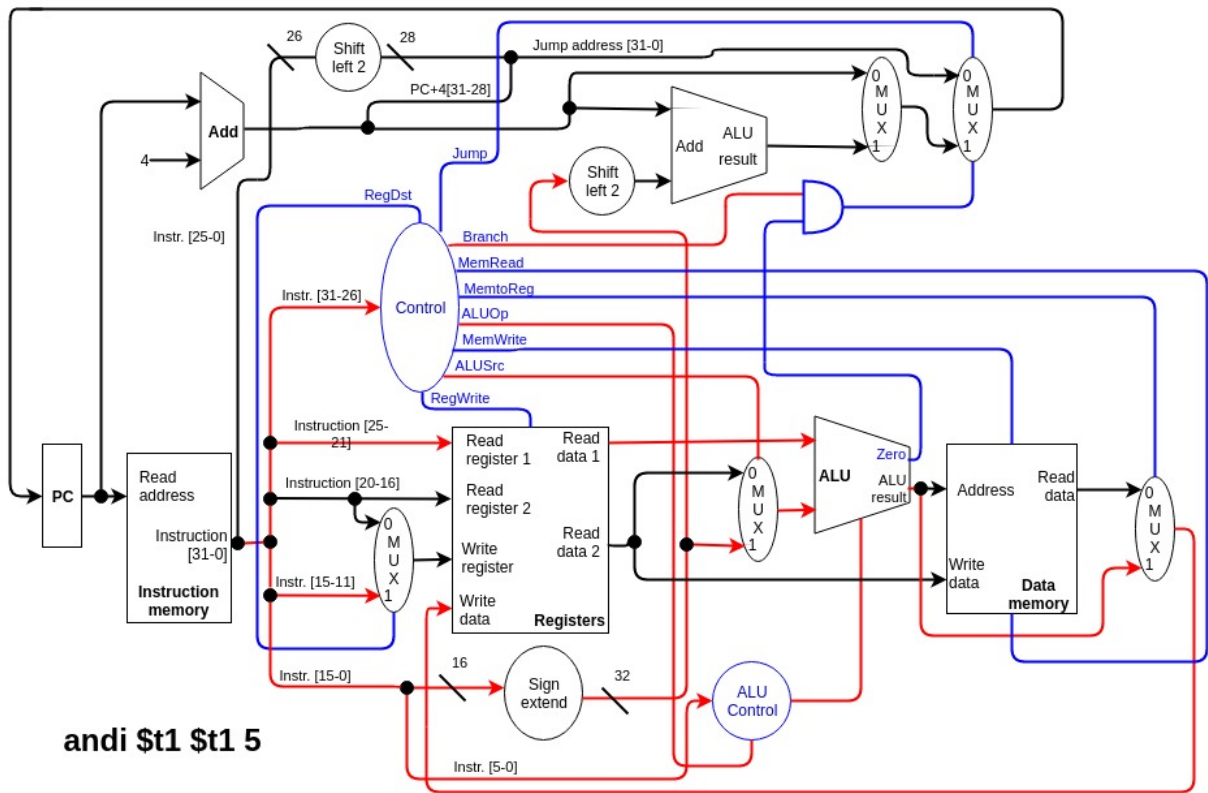 26
28
Shift
left 2
Jump address [31-0]
PC+4[31-28]
Add
4
Instr. [25-0]
Jump
Shift
left 2
Add
ALU
result
0
M
U
X
1
0
M
U
X
1
RegDst
Branch
MemRead
MemtoReg
ALUOp
MemWrite
ALUSrc
RegWrite
Control
Instr. [31-26]
Instruction [25-
21]
Instruction [20-16]
Instr. [15-11]
0
M
U
X
1
PC
Read
address
Instruction
[31-0]
Instruction
memory
Read
register 1
Read
register 2
Write
register
Write
data
Read
data 1
Read
data 2
Registers
0
M
U
X
1
ALU
Zero
ALU
result
Address
Write
data
Read
data
Data
memory
0
M
U
X
1
Instr. [15-0]
16
Sign
extend
32
ALU
Control
Instr. [5-0]
andi $t1 $t1 5